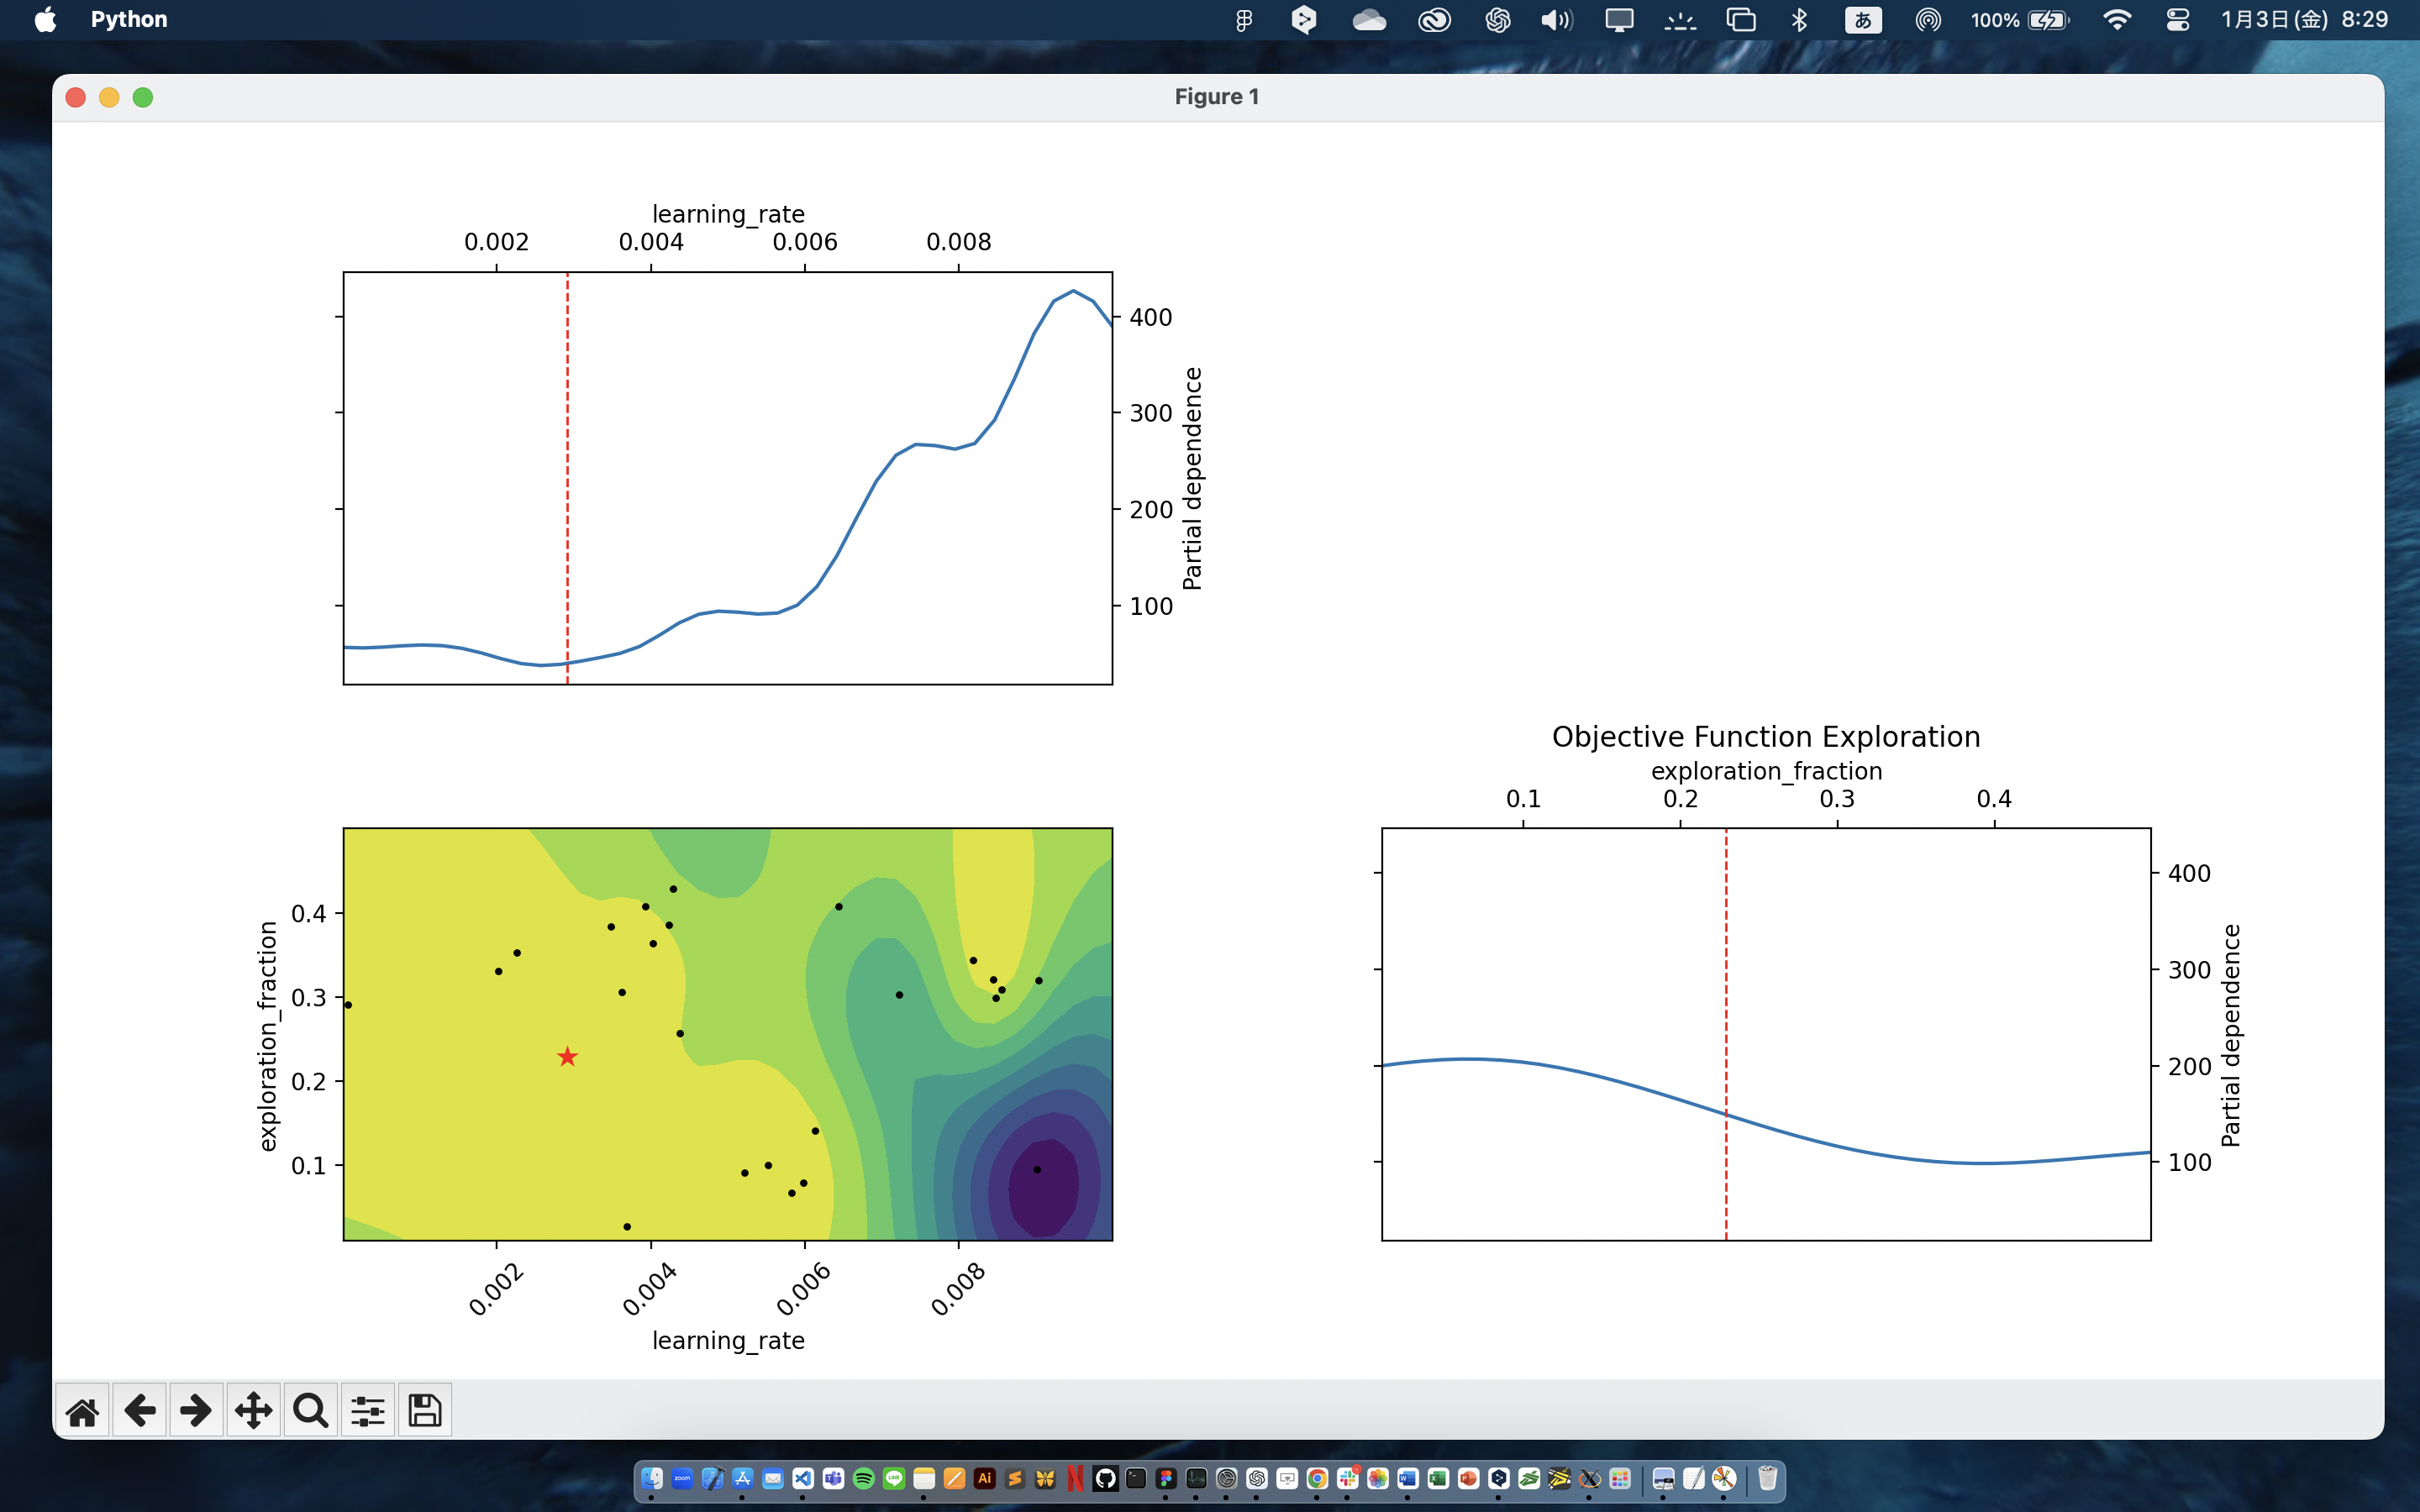 Python
あ
100%
1月3日(金) 8:29
Figure 1
learning_rate
0.002 0.004 0.006 0.008
400
300
200
100
Partial dependence
Objective Function Exploration
exploration_fraction
0.1 0.2 0.3 0.4
400
300
200
100
Partial dependence
exploration_fraction
0.4
0.3
0.2
0.1
0.002 0.004 0.006 0.008
learning_rate
zoom
LINE
Ai